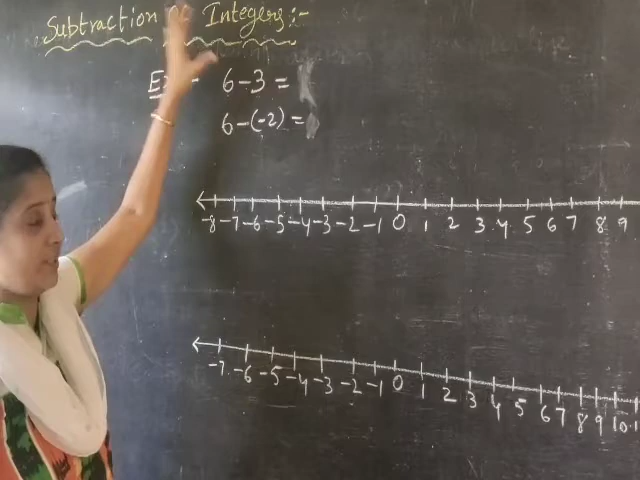 Subtraction Integers:-
6-3 =
6-(-2) =
-8 -7 -6 -5 -4 -3 -2 -1 0 1 2 3 4 5 6 7 8 9
-7 -6 -5 -4 -3 -2 -1 0 1 2 3 4 5 6 7 8 9 10